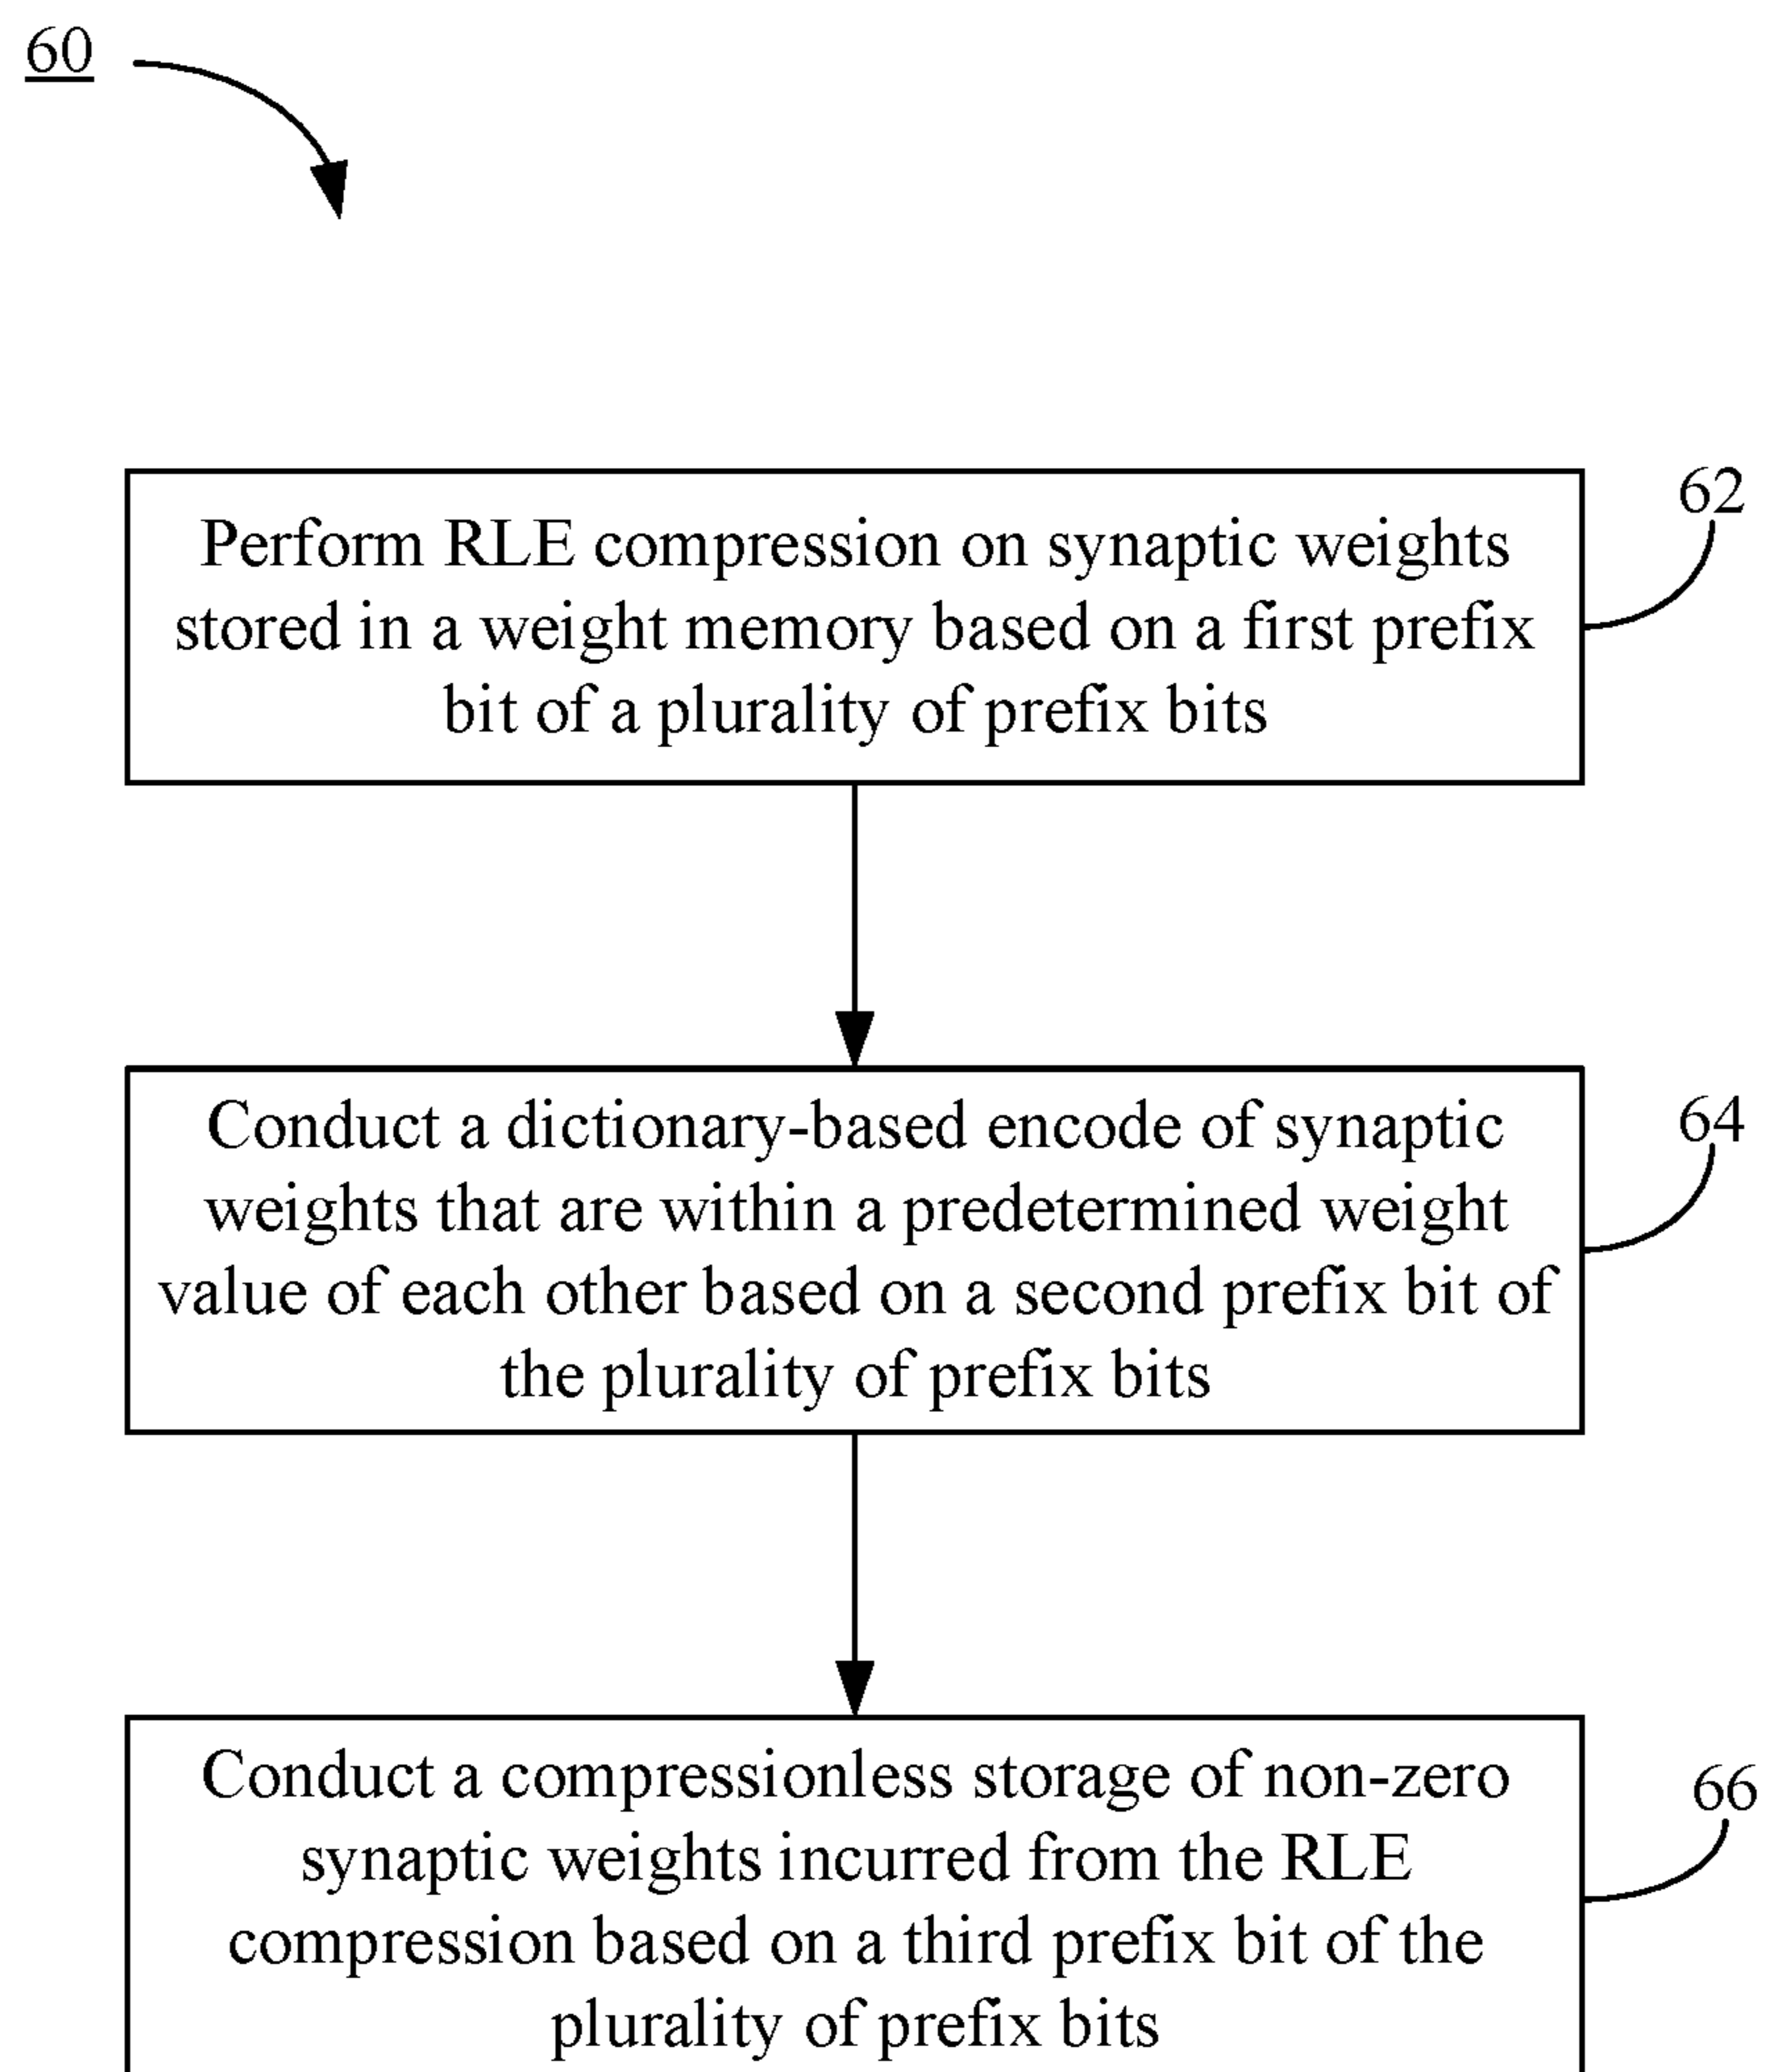 60
62
Perform RLE compression on synaptic weights
stored in a weight memory based on a first prefix
bit of a plurality of prefix bits
64
Conduct a dictionary-based encode of synaptic
weights that are within a predetermined weight
value of each other based on a second prefix bit of
the plurality of prefix bits
66
Conduct a compressionless storage of non-zero
synaptic weights incurred from the RLE
compression based on a third prefix bit of the
plurality of prefix bits